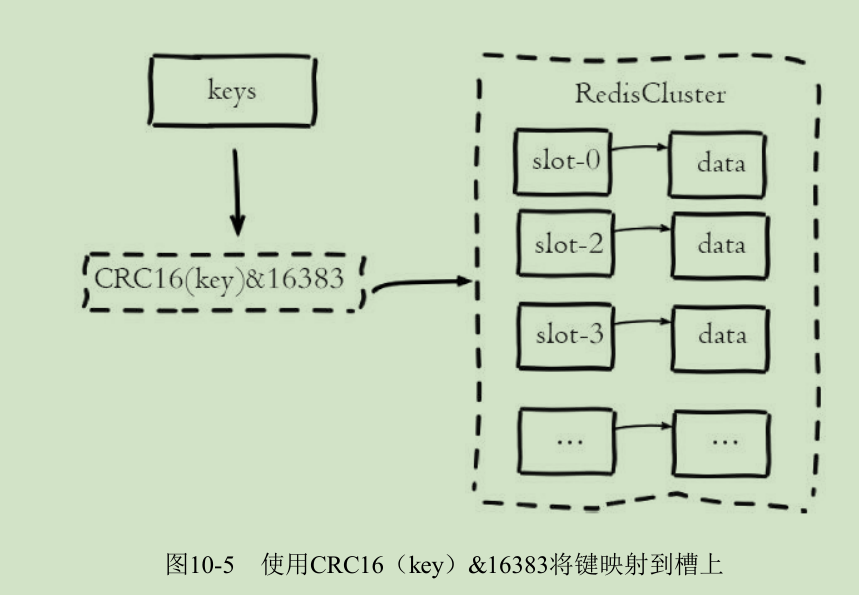 keys
CRC16(key)&16383
RedisCluster
slot-0 data
slot-2 data
slot-3 data
... ...
图10-5 使用CRC16（key）&16383将键映射到槽上